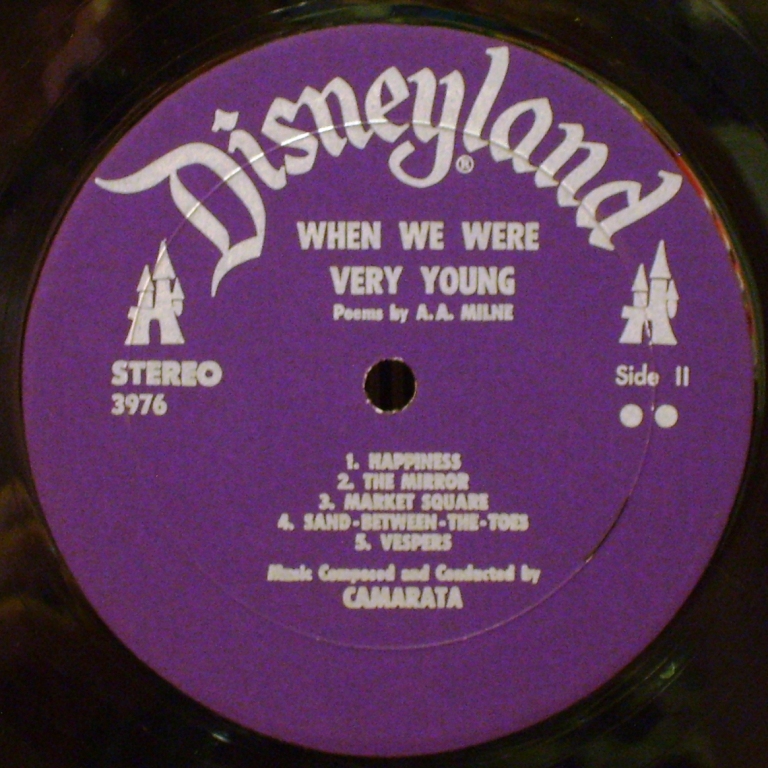 Disneyland®
WHEN WE WERE
VERY YOUNG
Poems by A.A. MILNE
STEREO
3976
Side II
1. HAPPINESS
2. THE MIRROR
3. MARKET SQUARE
4. SAND-BETWEEN-THE-TOES
5. VESPERS
Music Composed and Conducted by
CAMARATA